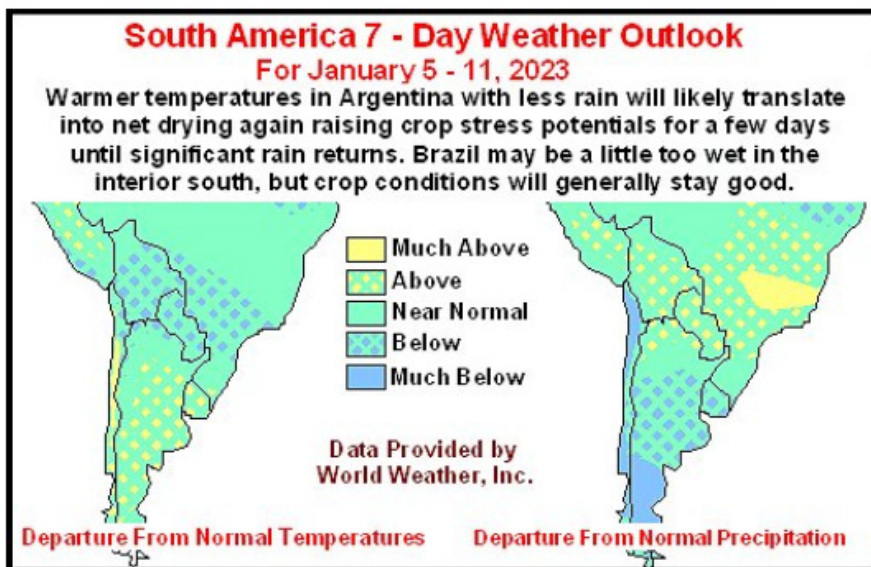 South America 7 - Day Weather Outlook
For January 5 - 11, 2023
Warmer temperatures in Argentina with less rain will likely translate
into net drying again raising crop stress potentials for a few days
until significant rain returns. Brazil may be a little too wet in the
interior south, but crop conditions will generally stay good.
Much Above
Above
Near Normal
Below
Much Below
Data Provided by
World Weather, Inc.
Departure From Normal Temperatures
Departure From Normal Precipitation